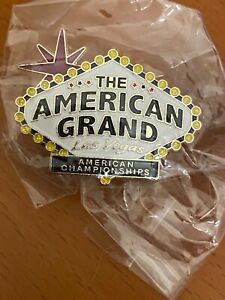 THE
AMERICAN
GRAND
Las Vegas
AMERICAN
CHAMPIONSHIPS